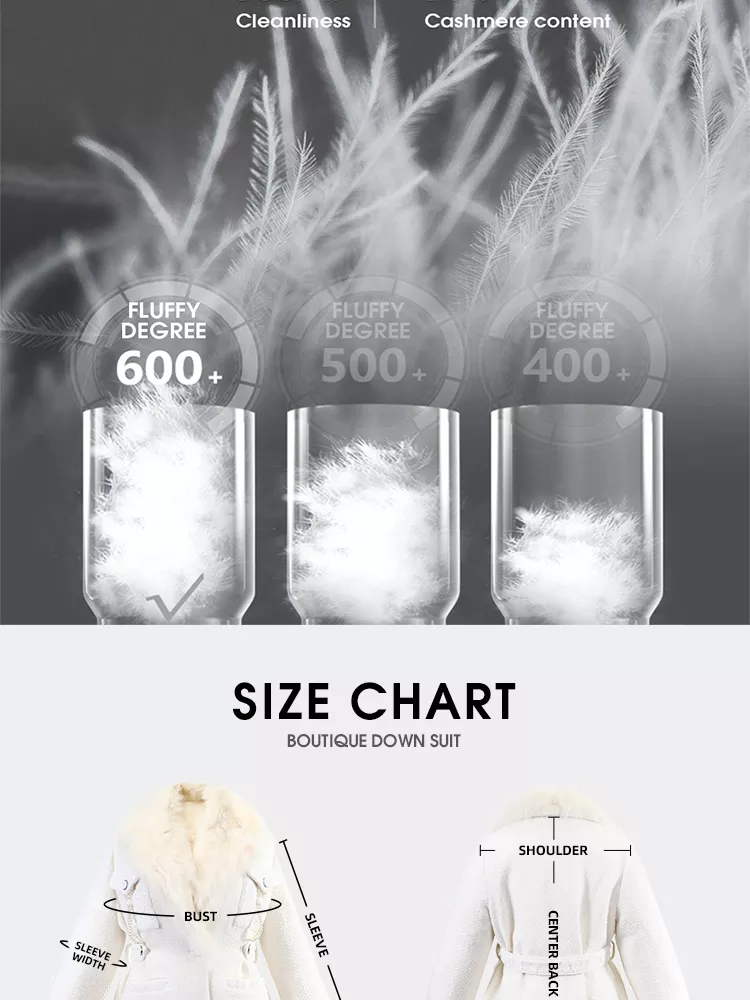 Cleanliness
Cashmere content
FLUFFY
DEGREE
600+
FLUFFY
DEGREE
500+
FLUFFY
DEGREE
400+
SIZE CHART
BOUTIQUE DOWN SUIT
BUST
SLEEVE
SLEEVE
WIDTH
SHOULDER
CENTER BACK